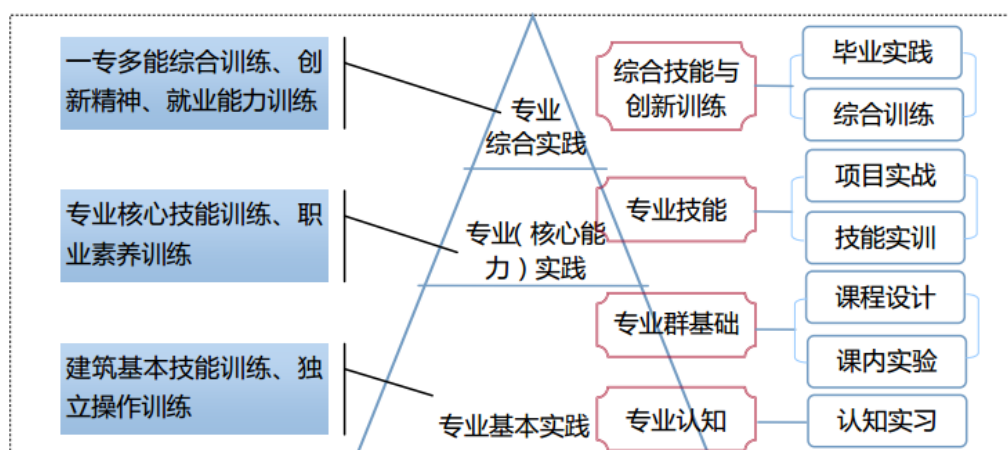 一专多能综合训练、创
新精神、就业能力训练
专业
综合实践
综合技能与
创新训练
毕业实践
综合训练
专业核心技能训练、职
业素养训练
专业（核心能
力）实践
专业技能
项目实战
技能实训
建筑基本技能训练、独
立操作训练
专业基本实践
专业群基础
课程设计
课内实验
专业认知
认知实习